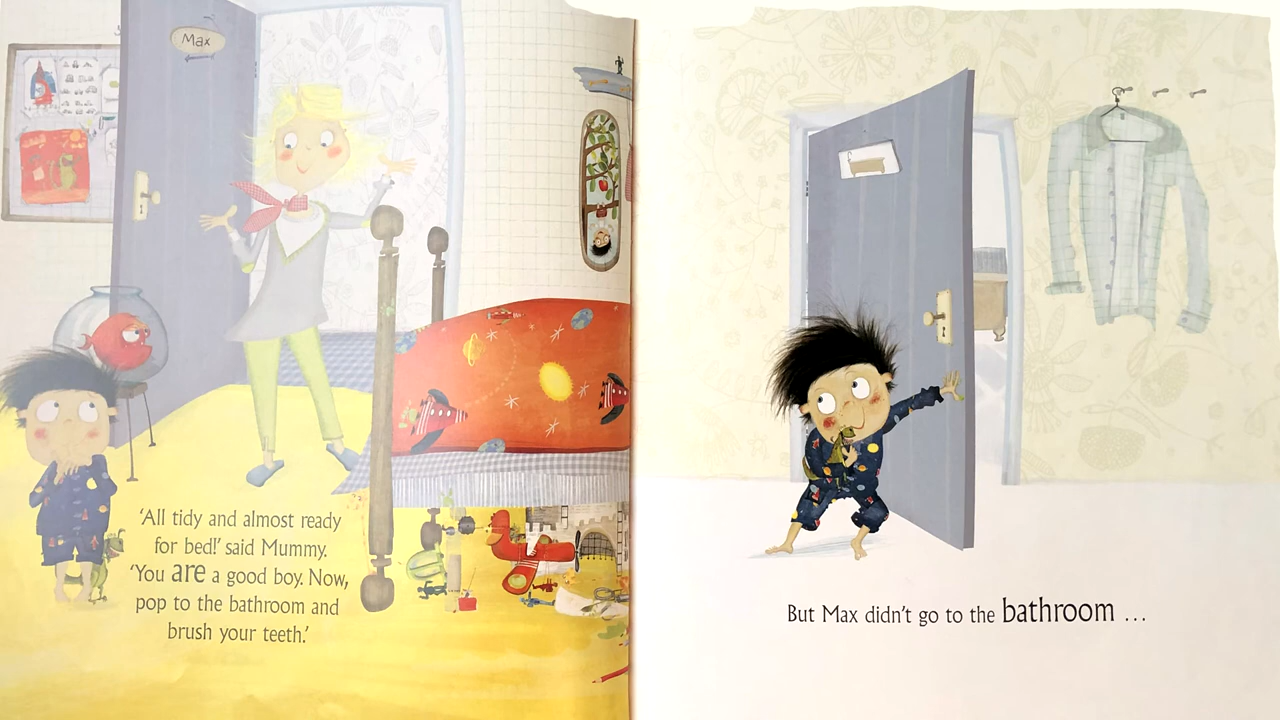 Max
‘All tidy and almost ready
for bed!’ said Mummy.
‘You are a good boy. Now,
pop to the bathroom and
brush your teeth.’
But Max didn’t go to the bathroom ...